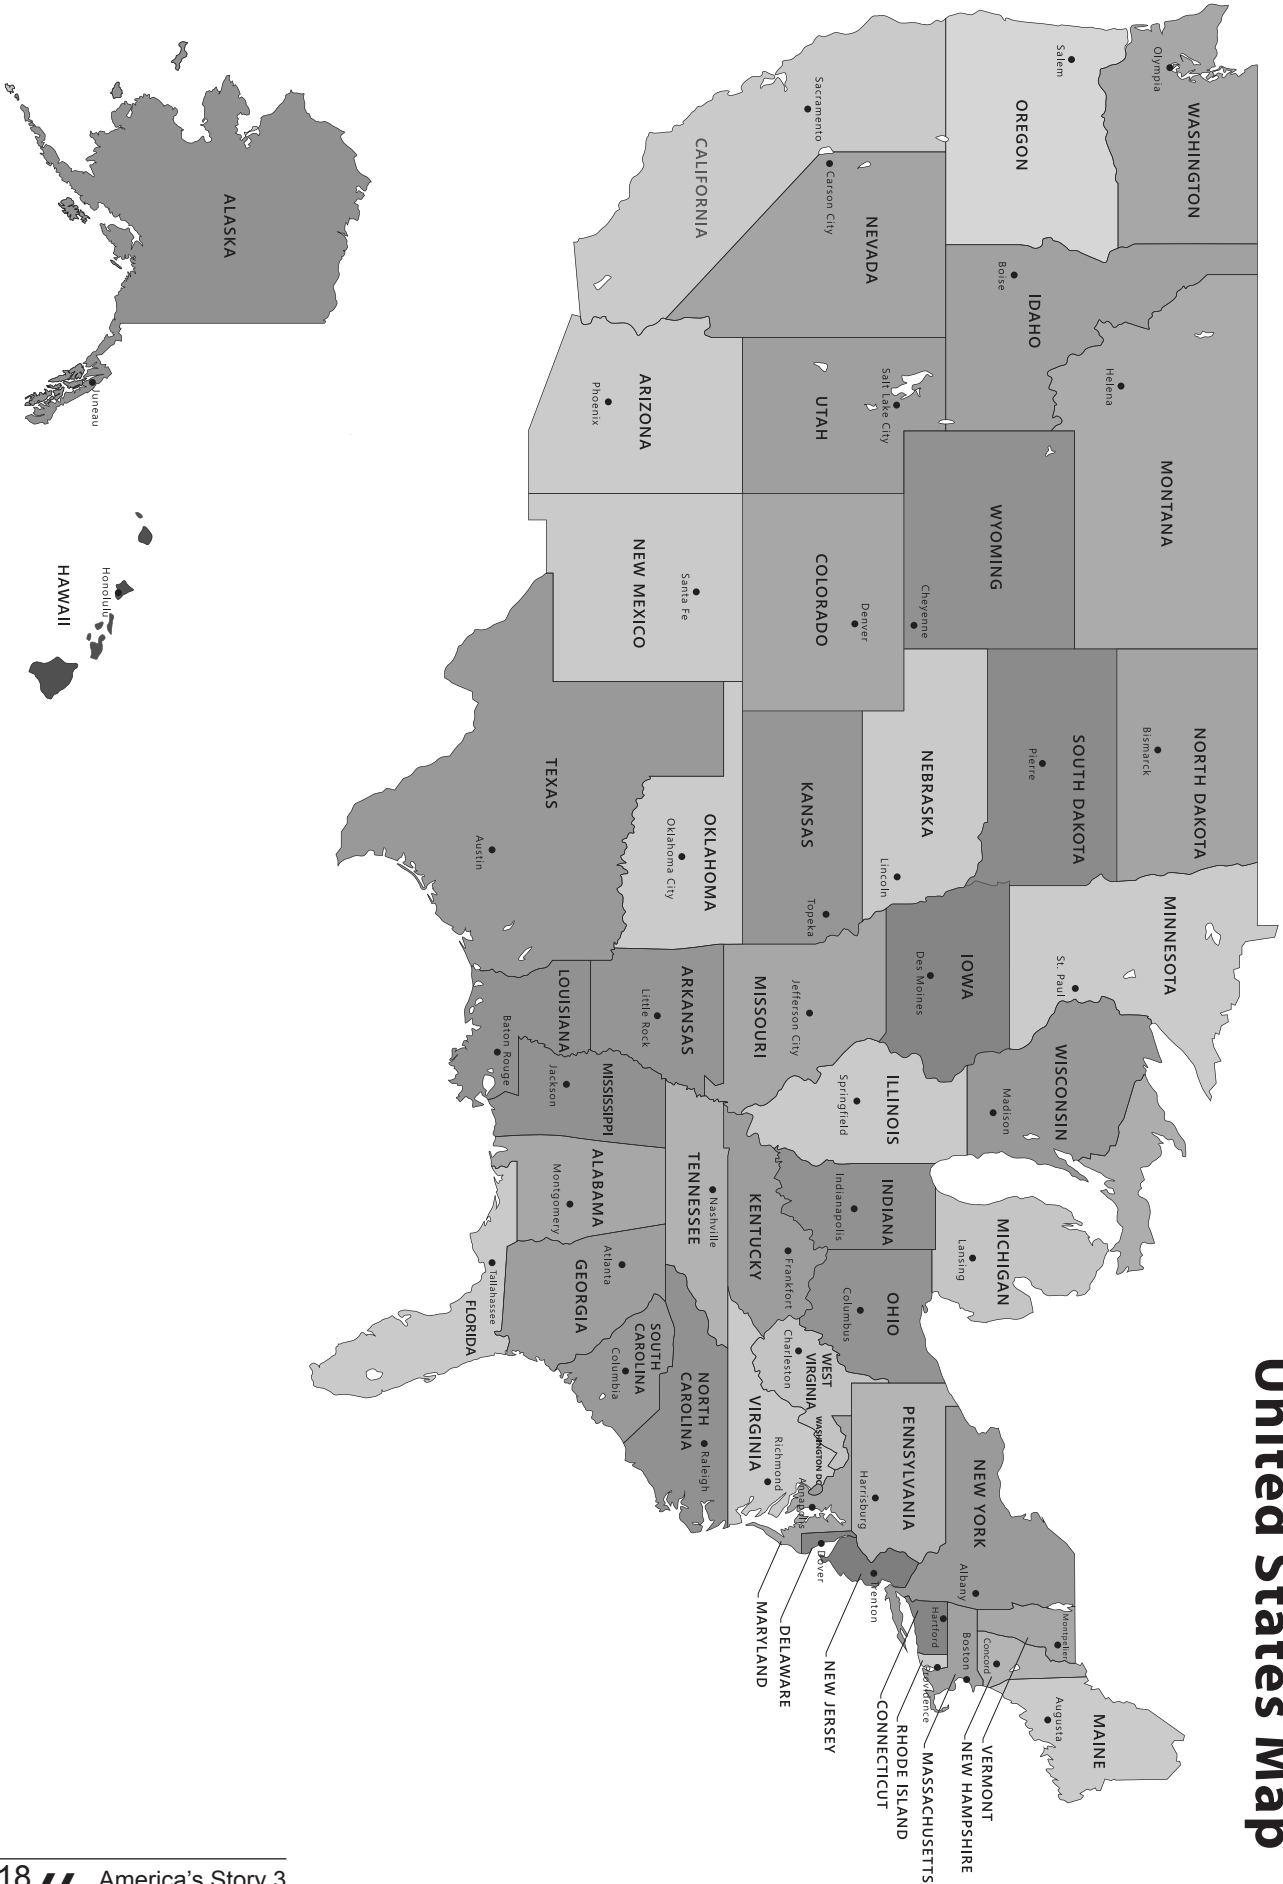 United States Map
WASHINGTON
Olympia
OREGON
Salem
CALIFORNIA
Sacramento
NEVADA
Carson City
IDAHO
Boise
MONTANA
Helena
WYOMING
Cheyenne
UTAH
Salt Lake City
ARIZONA
Phoenix
COLORADO
Denver
NEW MEXICO
Santa Fe
NORTH DAKOTA
Bismarck
SOUTH DAKOTA
Pierre
NEBRASKA
Lincoln
KANSAS
Topeka
OKLAHOMA
Oklahoma City
TEXAS
Austin
MINNESOTA
St. Paul
IOWA
Des Moines
MISSOURI
Jefferson City
ARKANSAS
Little Rock
LOUISIANA
Baton Rouge
WISCONSIN
Madison
ILLINOIS
Springfield
MISSISSIPPI
Jackson
MICHIGAN
Lansing
INDIANA
Indianapolis
KENTUCKY
Frankfort
TENNESSEE
Nashville
ALABAMA
Montgomery
OHIO
Columbus
GEORGIA
Atlanta
FLORIDA
Tallahassee
SOUTH
CAROLINA
Columbia
NORTH
CAROLINA
Raleigh
WEST
VIRGINIA
Charleston
VIRGINIA
Richmond
WASHINGTON DC
Annapolis
PENNSYLVANIA
Harrisburg
NEW YORK
Albany
Dover
Trenton
MARYLAND
DELAWARE
NEW JERSEY
CONNECTICUT
Hartford
RHODE ISLAND
Providence
MASSACHUSETTS
Boston
NEW HAMPSHIRE
Concord
VERMONT
Montpelier
MAINE
Augusta
ALASKA
Juneau
HAWAII
Honolulu
18 America's Story 3